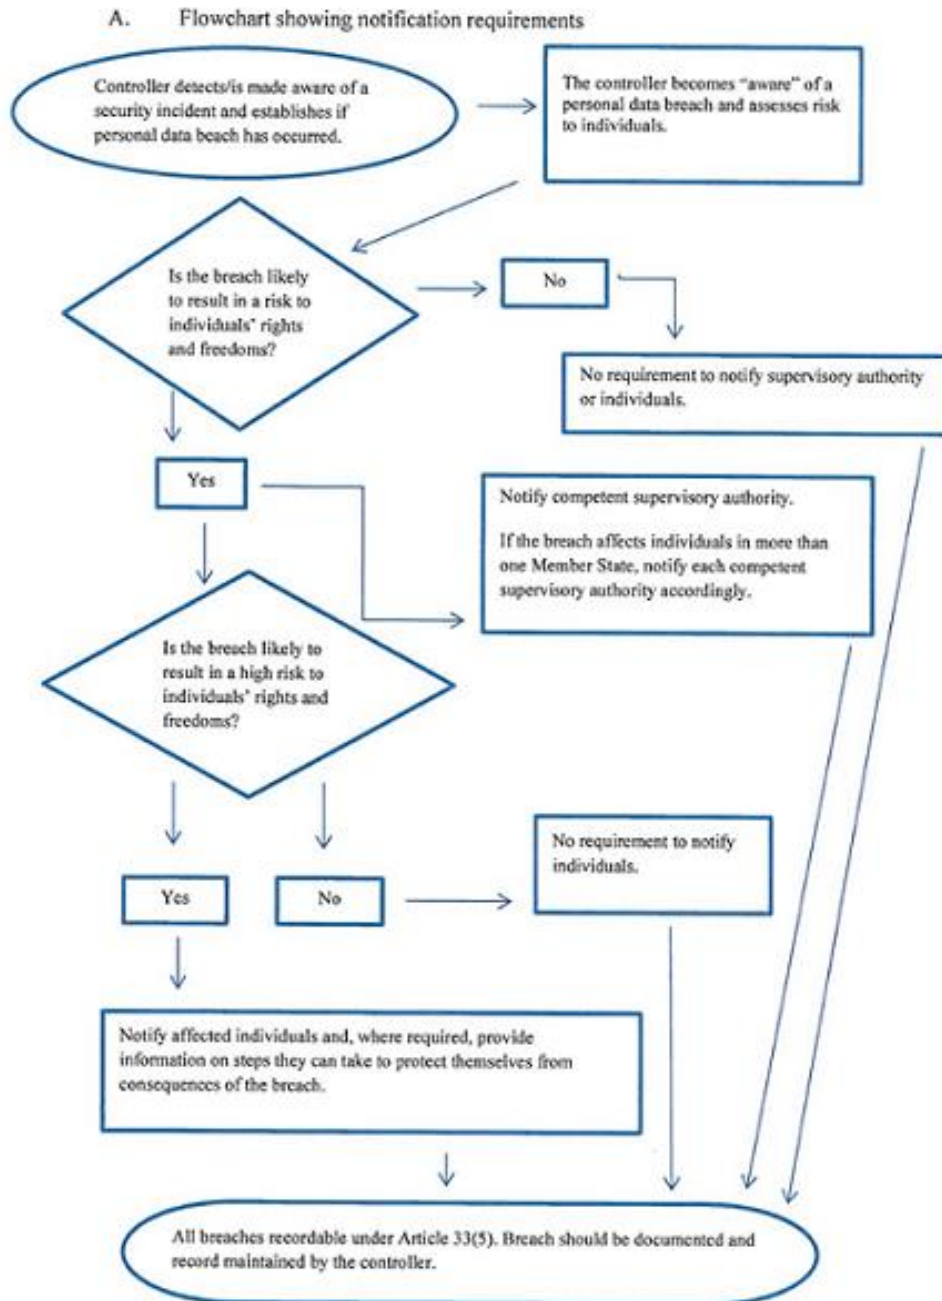 A. Flowchart showing notification requirements
Controller detects/is made aware of a
security incident and establishes if
personal data beach has occurred.
The controller becomes “aware” of a
personal data breach and assesses risk
to individuals.
Is the breach likely
to result in a risk to
individuals’ rights
and freedoms?
No
No requirement to notify supervisory authority
or individuals.
Yes
Notify competent supervisory authority.
If the breach affects individuals in more than
one Member State, notify each competent
supervisory authority accordingly.
Is the breach likely to
result in a high risk to
individuals’ rights and
freedoms?
Yes
No
No requirement to notify
individuals.
Notify affected individuals and, where required, provide
information on steps they can take to protect themselves from
consequences of the breach.
All breaches recordable under Article 33(5). Breach should be documented and
record maintained by the controller.